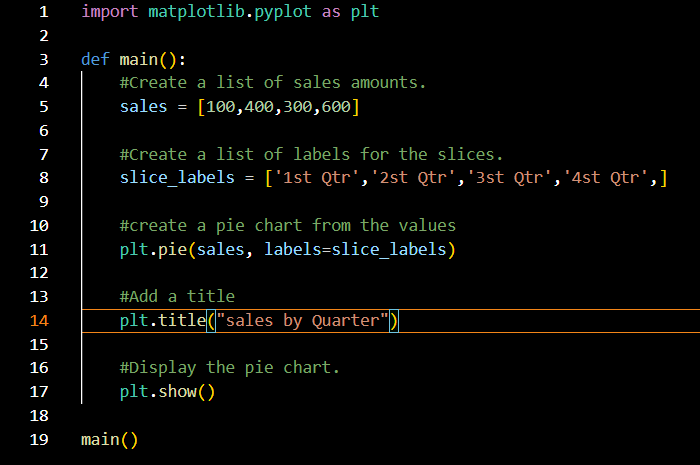 1 import matplotlib.pyplot as plt
2
3 def main():
4     #Create a list of sales amounts.
5     sales = [100,400,300,600]
6
7     #Create a list of labels for the slices.
8     slice_labels = ['1st Qtr','2st Qtr','3st Qtr','4st Qtr',]
9
10     #create a pie chart from the values
11     plt.pie(sales, labels=slice_labels)
12
13     #Add a title
14     plt.title("sales by Quarter")
15
16     #Display the pie chart.
17     plt.show()
18
19 main()